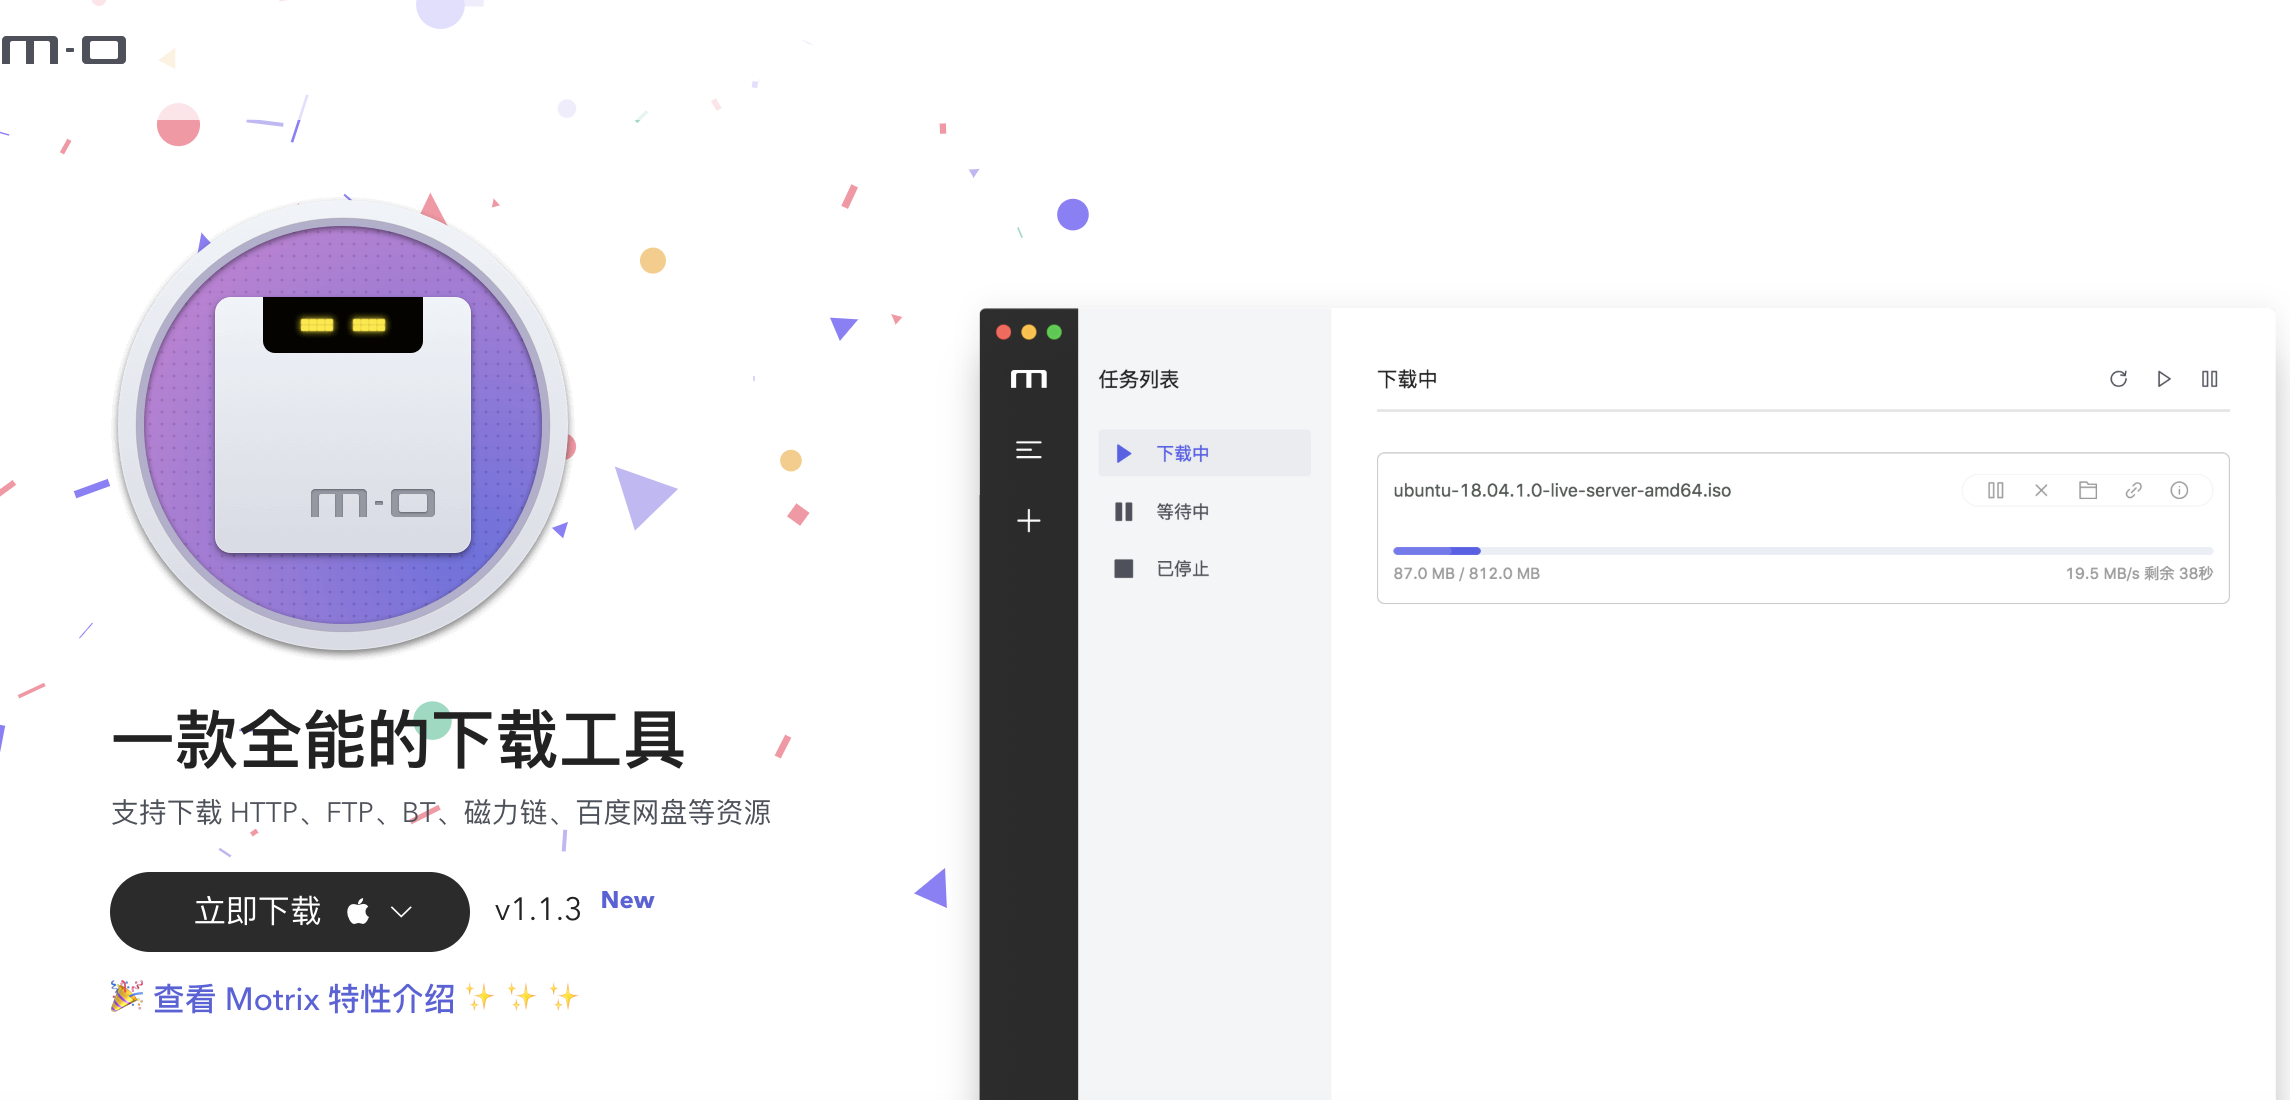 m-o
m-o
一款全能的下载工具
支持下载 HTTP、FTP、BT、磁力链、百度网盘等资源
立即下载
v1.1.3 New
🎉 查看 Motrix 特性介绍 ✨ ✨ ✨
m
任务列表
下载中
等待中
已停止
下载中
ubuntu-18.04.1.0-live-server-amd64.iso
87.0 MB / 812.0 MB
19.5 MB/s 剩余 38秒